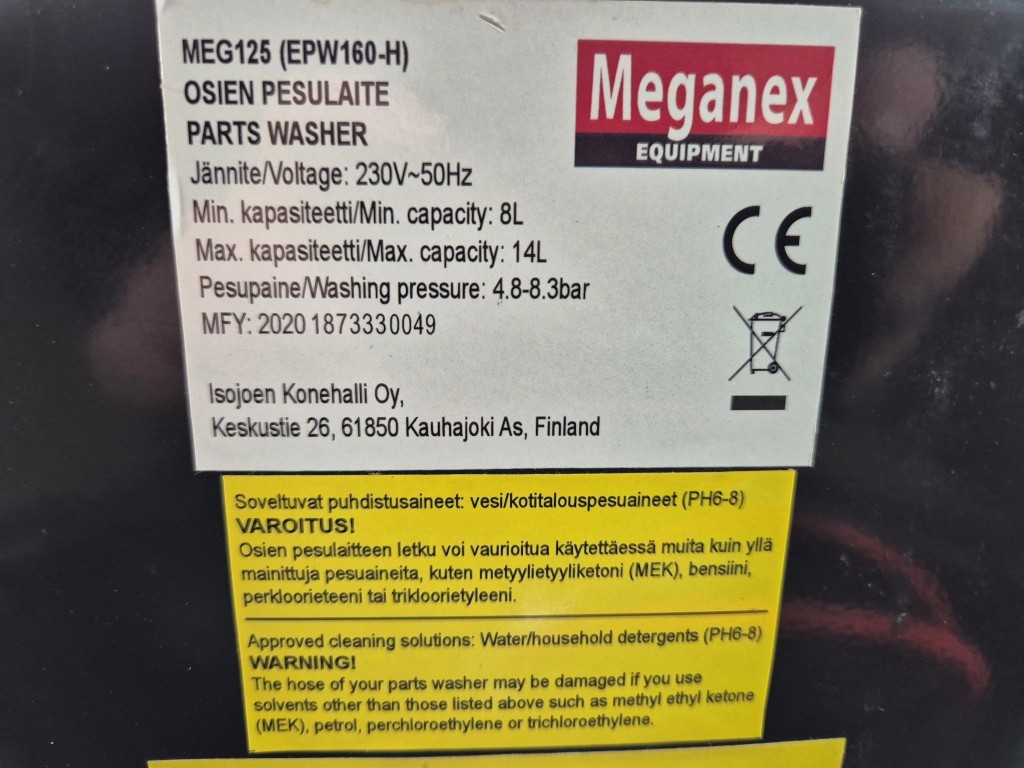 MEG125 (EPW160-H)
OSIEN PESULAITE
PARTS WASHER
Jännite/Voltage: 230V~50Hz
Min. kapasiteetti/Min. capacity: 8L
Max. kapasiteetti/Max. capacity: 14L
Pesupaine/Washing pressure: 4.8-8.3bar
MFY: 2020 1873330049
Isojoen Konehalli Oy,
Keskustie 26, 61850 Kauhajoki As, Finland
Meganex
EQUIPMENT
CE
Soveltuvat puhdistusaineet: vesi/kotitalouspesuaineet (PH6-8)
VAROITUS!
Osien pesulaitteen letku voi vaurioitua käytettäessä muita kuin yllä
mainittuja pesuaineita, kuten metyylietyyliketoni (MEK), bensiini,
perkloorieteeni tai trikloorietyleeni.
Approved cleaning solutions: Water/household detergents (PH6-8)
WARNING!
The hose of your parts washer may be damaged if you use
solvents other than those listed above such as methyl ethyl ketone
(MEK), petrol, perchloroethylene or trichloroethylene.